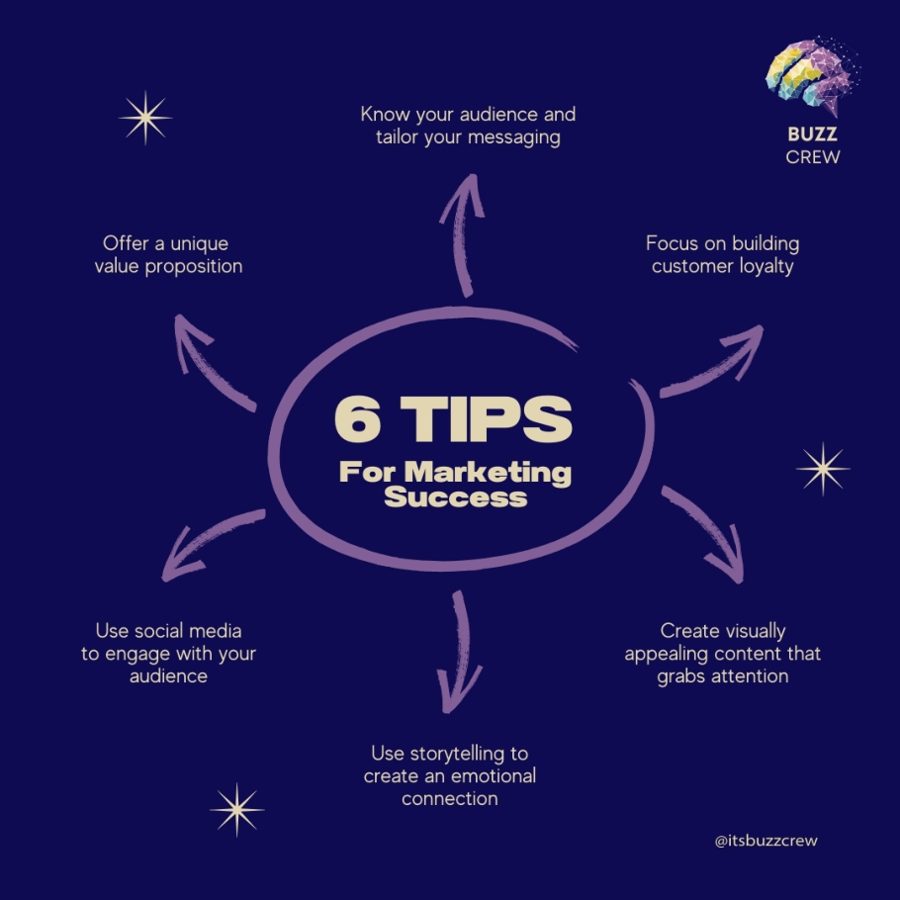 Know your audience and
tailor your messaging
BUZZ
CREW
Offer a unique
value proposition
Focus on building
customer loyalty
6 TIPS
For Marketing
Success
Use social media
to engage with your
audience
Create visually
appealing content that
grabs attention
Use storytelling to
create an emotional
connection
@itsbuzzcrew